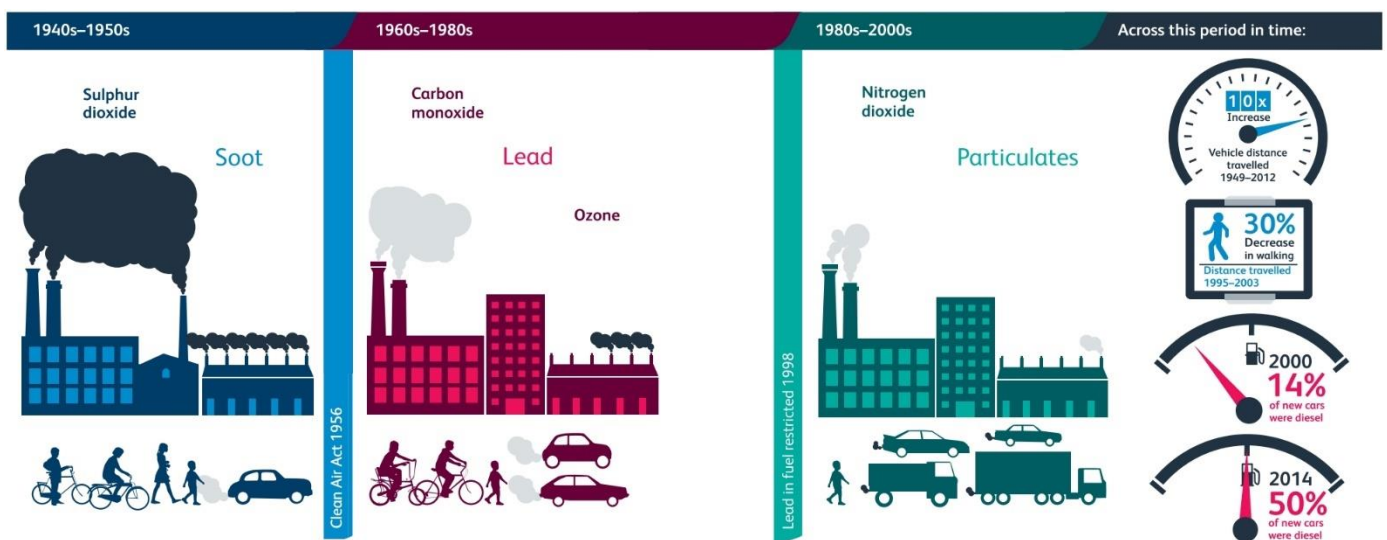 1940s–1950s
1960s–1980s
1980s–2000s
Across this period in time:
Sulphur
dioxide
Soot
Clean Air Act 1956
Carbon
monoxide
Lead
Ozone
Lead in fuel restricted 1998
Nitrogen
dioxide
Particulates
10x
Increase
Vehicle distance
travelled
1949–2012
30%
Decrease
in walking
Distance travelled
1995–2003
2000
14%
of new cars
were diesel
2014
50%
of new cars
were diesel